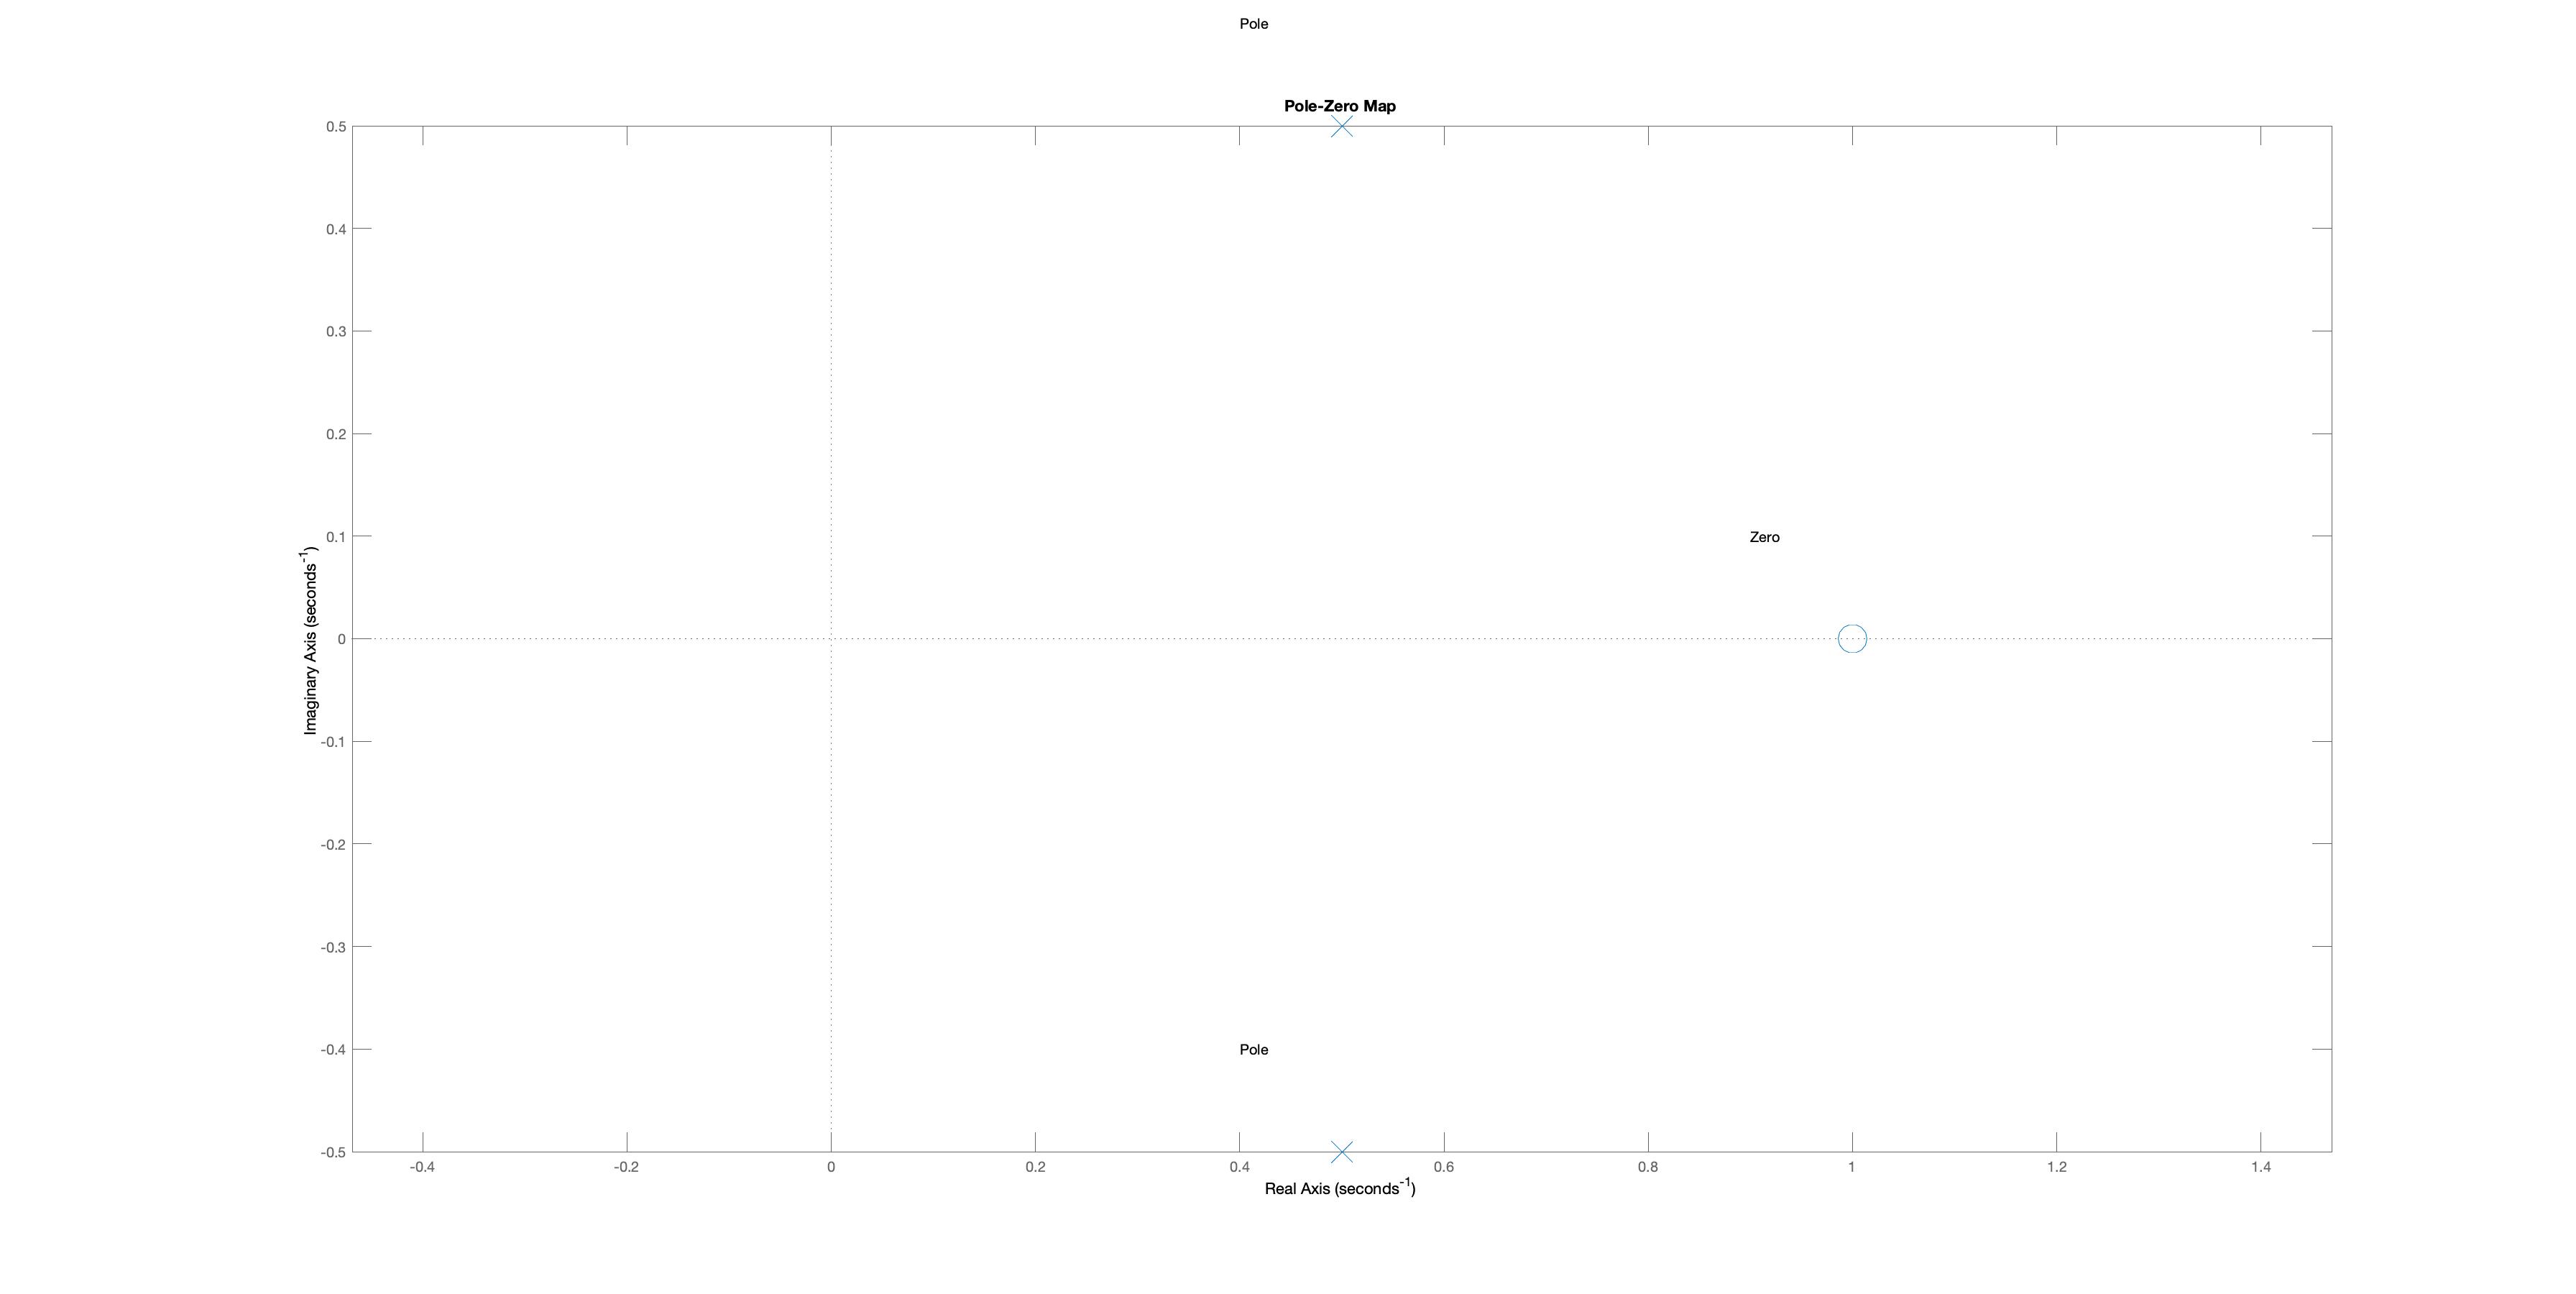 Pole
Pole-Zero Map
0.5
0.4
0.3
0.2
0.1
Zero
0
-0.1
-0.2
-0.3
-0.4
Pole
-0.5
Imaginary Axis (seconds⁻¹)
-0.4 -0.2 0 0.2 0.4 0.6 0.8 1 1.2 1.4
Real Axis (seconds⁻¹)